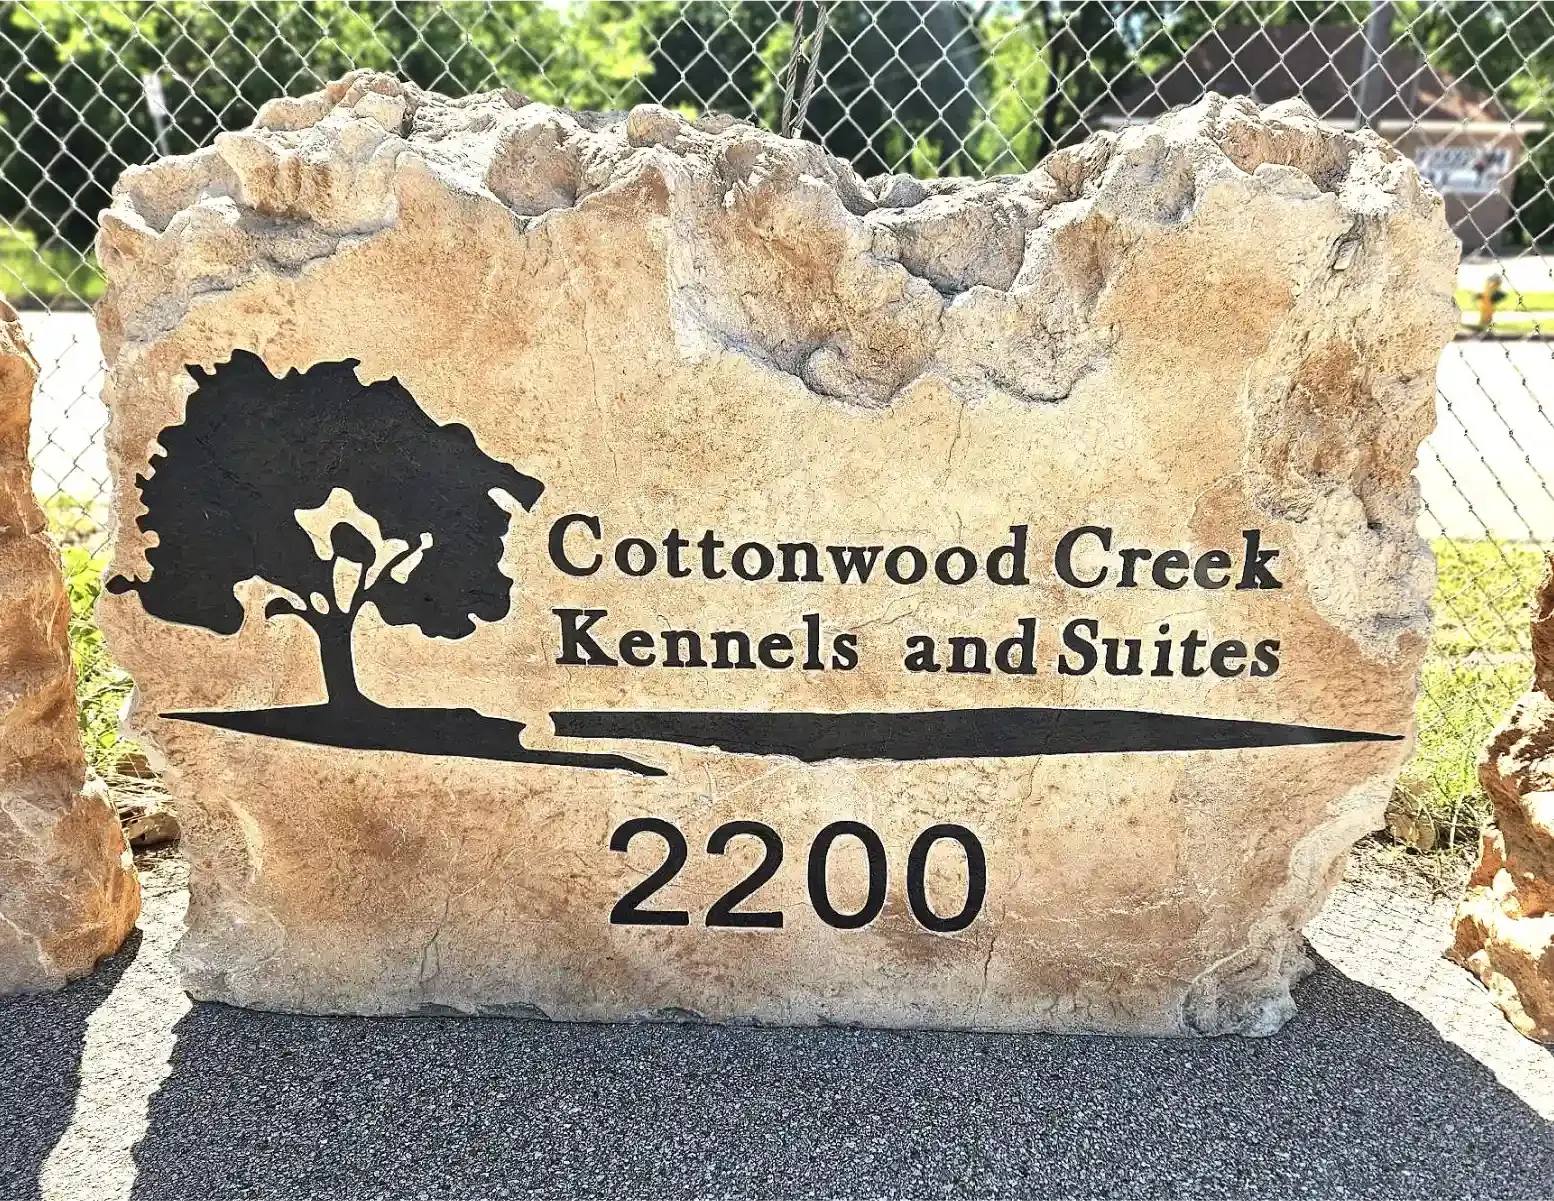 Cottonwood Creek
Kennels and Suites
2200